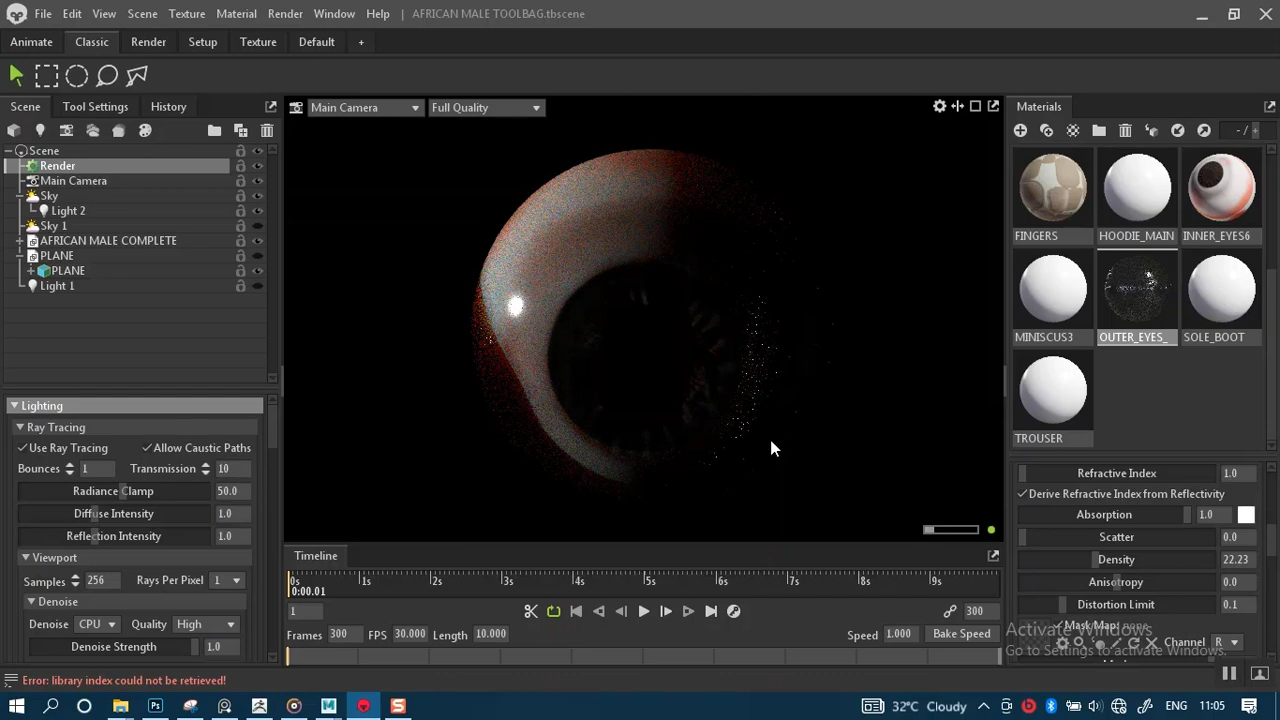 File Edit View Scene Texture Material Render Window Help AFRICAN MALE TOOLBAG.tbscene
Animate Classic Render Setup Texture Default +
Scene Tool Settings History
Main Camera Full Quality
Materials
- / +
Scene
Render
Main Camera
Sky
Light 2
Sky 1
AFRICAN MALE COMPLETE
PLANE
PLANE
Light 1
FINGERS HOODIE_MAIN INNER_EYES6
MINISCUS3 OUTER_EYES_ SOLE_BOOT
TROUSER
Lighting
Ray Tracing
Use Ray Tracing Allow Caustic Paths
Bounces 1 Transmission 10
Radiance Clamp 50.0
Diffuse Intensity 1.0
Reflection Intensity 1.0
Viewport
Samples 256 Rays Per Pixel 1
Denoise
Denoise CPU Quality High
Denoise Strength 1.0
Refractive Index 1.0
Derive Refractive Index from Reflectivity
Absorption 1.0
Scatter 0.0
Density 22.23
Anisotropy 0.0
Distortion Limit 0.1
Mask Map: none
Channel R
Timeline
0s 1s 2s 3s 4s 5s 6s 7s 8s 9s
0:00.01
1 300
Frames 300 FPS 30.000 Length 10.000 Speed 1.000 Bake Speed
Activate Windows
Go to Settings to activate Windows.
Error: library index could not be retrieved!
32°C Cloudy ENG 11:05